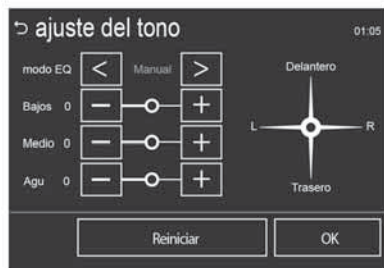 ajuste del tono
01:05
modo EQ < Manual >
Bajos 0 − +
Medio 0 − +
Agu 0 − +
Delantero
L R
Trasero
Reiniciar OK